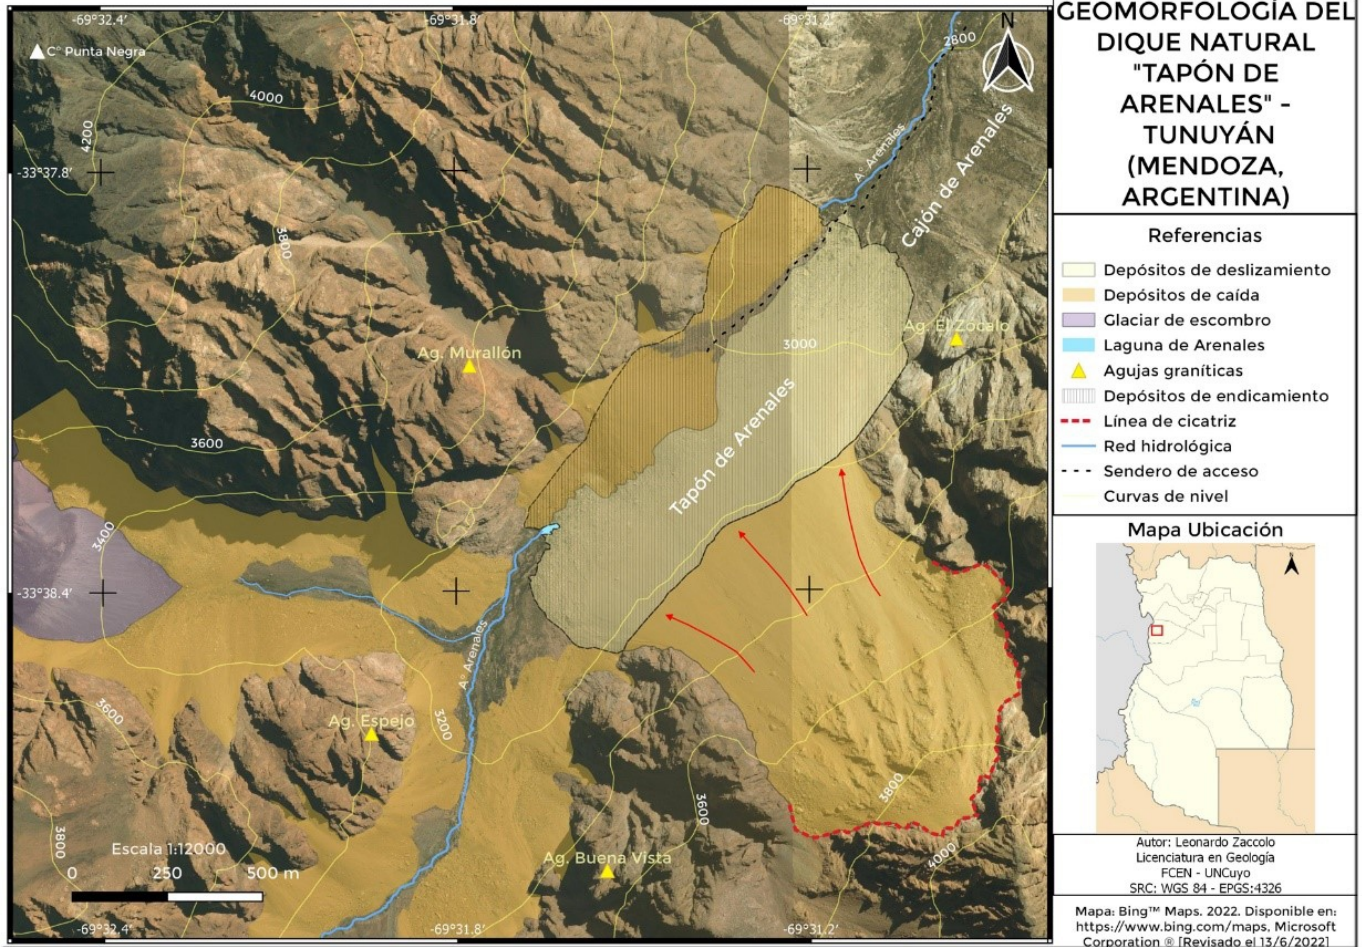 GEOMORFOLOGÍA DEL
DIQUE NATURAL
"TAPÓN DE
ARENALES" -
TUNUYÁN
(MENDOZA,
ARGENTINA)
Referencias
Depósitos de deslizamiento
Depósitos de caída
Glaciar de escombro
Laguna de Arenales
Agujas graníticas
Depósitos de endicamiento
Línea de cicatriz
Red hidrológica
Sendero de acceso
Curvas de nivel
Mapa Ubicación
N
Autor: Leonardo Zaccolo
Licenciatura en Geología
FCEN - UNCuyo
SRC: WGS 84 - EPGS:4326
Mapa: Bing™ Maps. 2022. Disponible en:
https://www.bing.com/maps, Microsoft
Corporation ® [Revisado el 13/6/2022]
-69°32.4'
-69°31.8'
-69°31.2'
N
C° Punta Negra
2800
4000
4200
A° Arenales
Cajón de Arenales
-33°37.8'
3800
Ag. El Zócalo
3000
Ag. Murallón
Tapón de Arenales
3600
3400
-33°38.4'
A° Arenales
3600
3200
Ag. Espejo
3800
3600
3800
4000
Ag. Buena Vista
Escala 1:12000
0
250
500 m
-69°32.4'
-69°31.8'
-69°31.2'